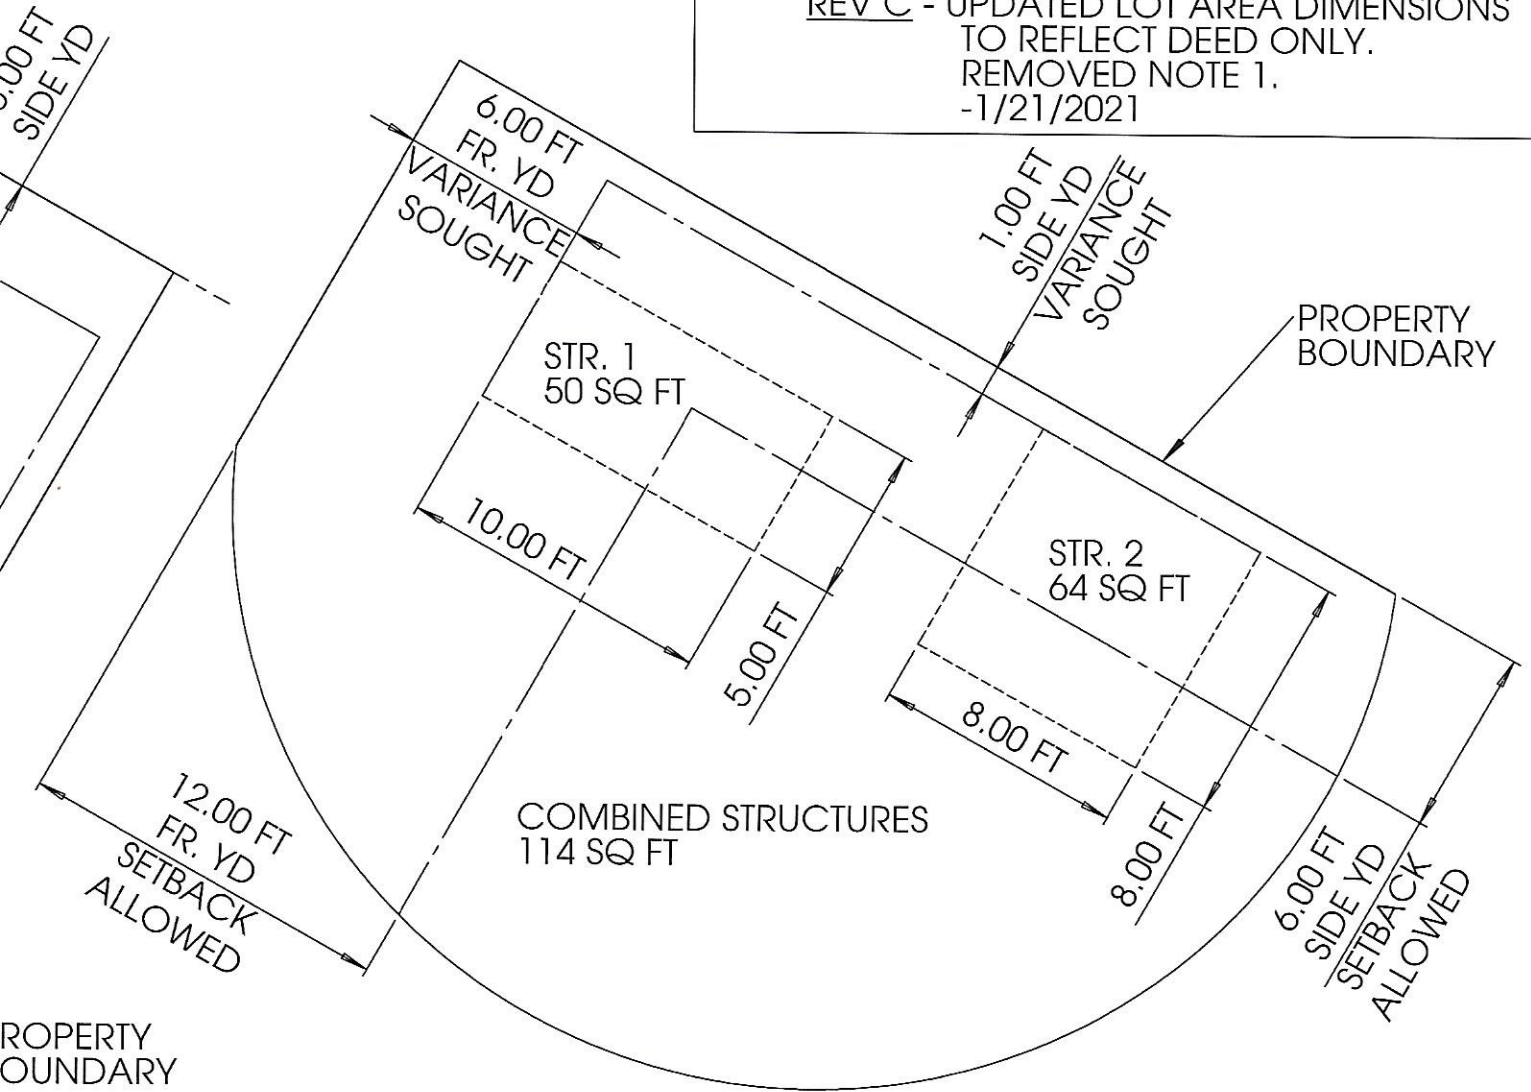 REV C - UPDATED LOT AREA DIMENSIONS
TO REFLECT DEED ONLY.
REMOVED NOTE 1.
-1/21/2021
SIDE YD
6.00 FT
FR. YD
VARIANCE
SOUGHT
1.00 FT
SIDE YD
VARIANCE
SOUGHT
PROPERTY
BOUNDARY
STR. 1
50 SQ FT
10.00 FT
5.00 FT
STR. 2
64 SQ FT
8.00 FT
8.00 FT
12.00 FT
FR. YD
SETBACK
ALLOWED
COMBINED STRUCTURES
114 SQ FT
6.00 FT
SIDE YD
SETBACK
ALLOWED
ROPERTY
OUNDARY